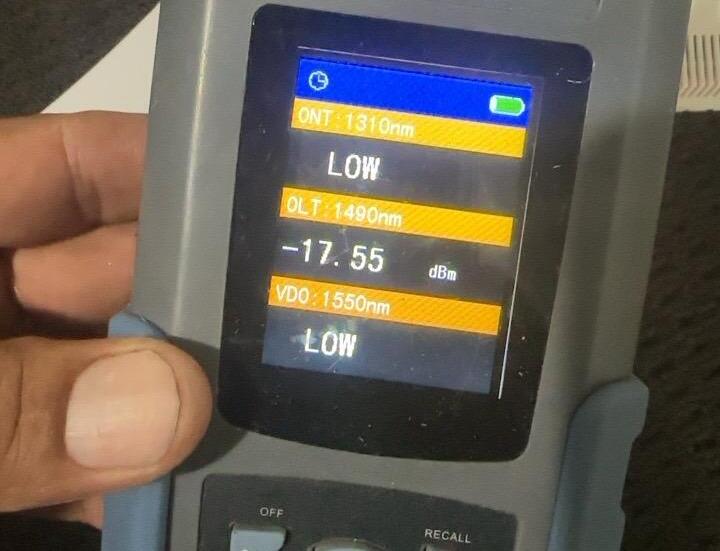 ONT:1310nm
LOW
OLT:1490nm
-17.55 dBm
VDO:1550nm
LOW
OFF
RECALL